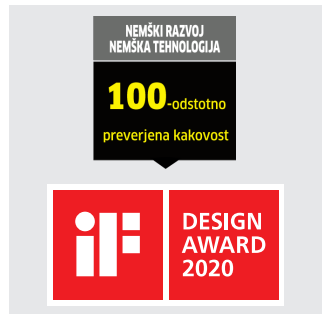 NEMŠKI RAZVOJ
NEMŠKA TEHNOLOGIJA
100-odstotno
preverjena kakovost
iF
DESIGN
AWARD
2020